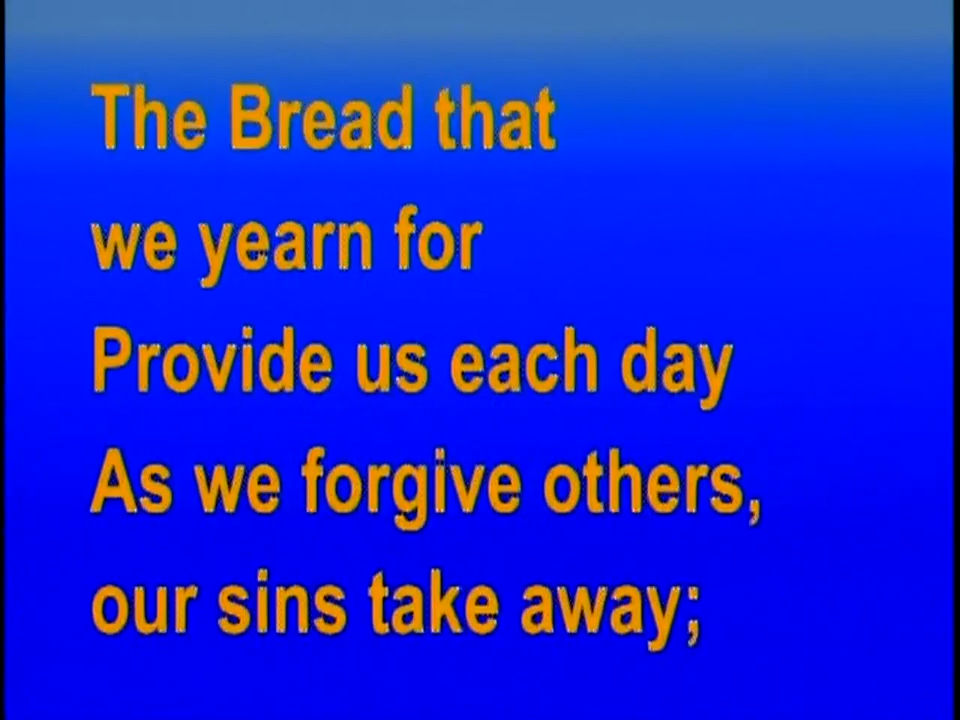 The Bread that
we yearn for
Provide us each day
As we forgive others,
our sins take away;